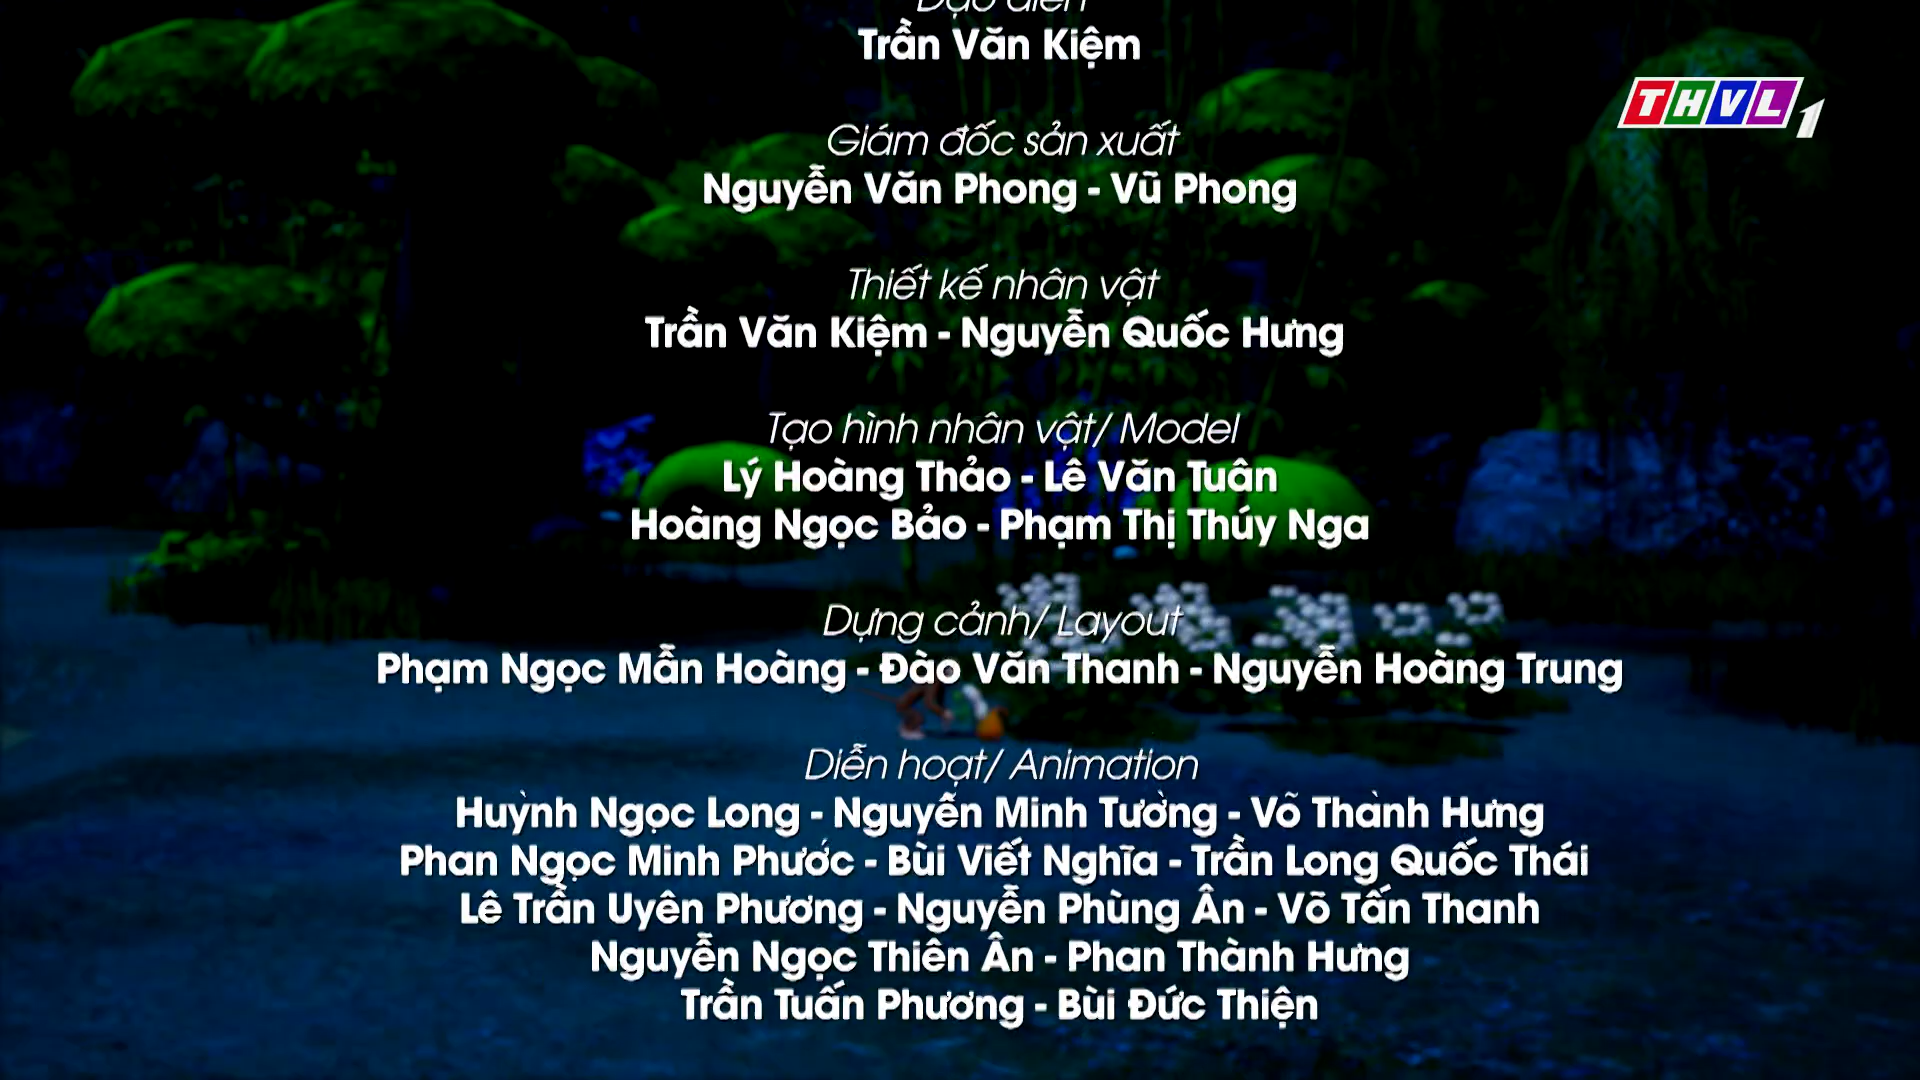 Đạo diễn
Trần Văn Kiệm
THVL1
Giám đốc sản xuất
Nguyễn Văn Phong - Vũ Phong
Thiết kế nhân vật
Trần Văn Kiệm - Nguyễn Quốc Hưng
Tạo hình nhân vật/ Model
Lý Hoàng Thảo - Lê Văn Tuân
Hoàng Ngọc Bảo - Phạm Thị Thúy Nga
Dựng cảnh/ Layout
Phạm Ngọc Mẫn Hoàng - Đào Văn Thanh - Nguyễn Hoàng Trung
Diễn hoạt/ Animation
Huỳnh Ngọc Long - Nguyễn Minh Tường - Võ Thành Hưng
Phan Ngọc Minh Phước - Bùi Viết Nghĩa - Trần Long Quốc Thái
Lê Trần Uyên Phương - Nguyễn Phùng Ân - Võ Tấn Thanh
Nguyễn Ngọc Thiên Ân - Phan Thành Hưng
Trần Tuấn Phương - Bùi Đức Thiện